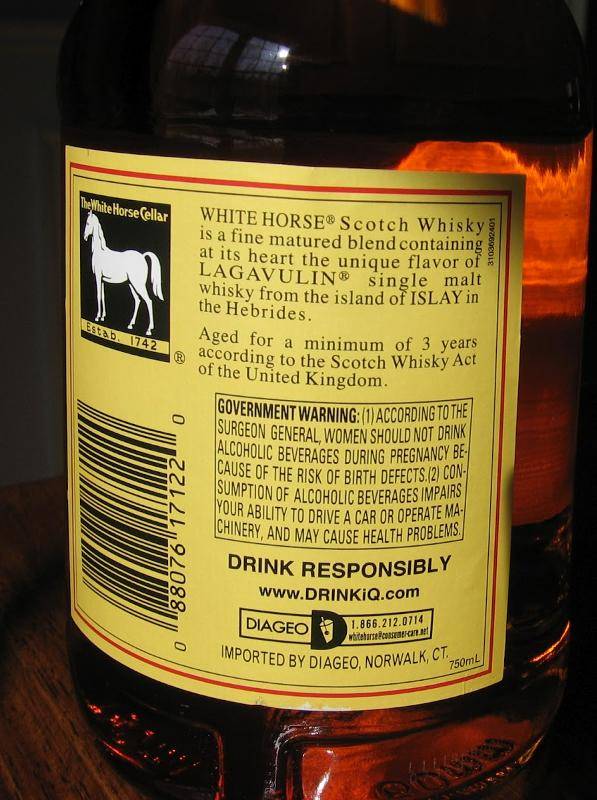 The White Horse Cellar
Estab. 1742
®
WHITE HORSE® Scotch Whisky
is a fine matured blend containing
at its heart the unique flavor of
LAGAVULIN® single malt
whisky from the island of ISLAY in
the Hebrides.
Aged for a minimum of 3 years
according to the Scotch Whisky Act
of the United Kingdom.
GOVERNMENT WARNING: (1) ACCORDING TO THE
SURGEON GENERAL, WOMEN SHOULD NOT DRINK
ALCOHOLIC BEVERAGES DURING PREGNANCY BE-
CAUSE OF THE RISK OF BIRTH DEFECTS.(2) CON-
SUMPTION OF ALCOHOLIC BEVERAGES IMPAIRS
YOUR ABILITY TO DRIVE A CAR OR OPERATE MA-
CHINERY, AND MAY CAUSE HEALTH PROBLEMS.
DRINK RESPONSIBLY
www.DRINKiQ.com
DIAGEO
1.866.212.0714
whitehorse@consumer-care.net
IMPORTED BY DIAGEO, NORWALK, CT.
750mL
0 88076 17122 0